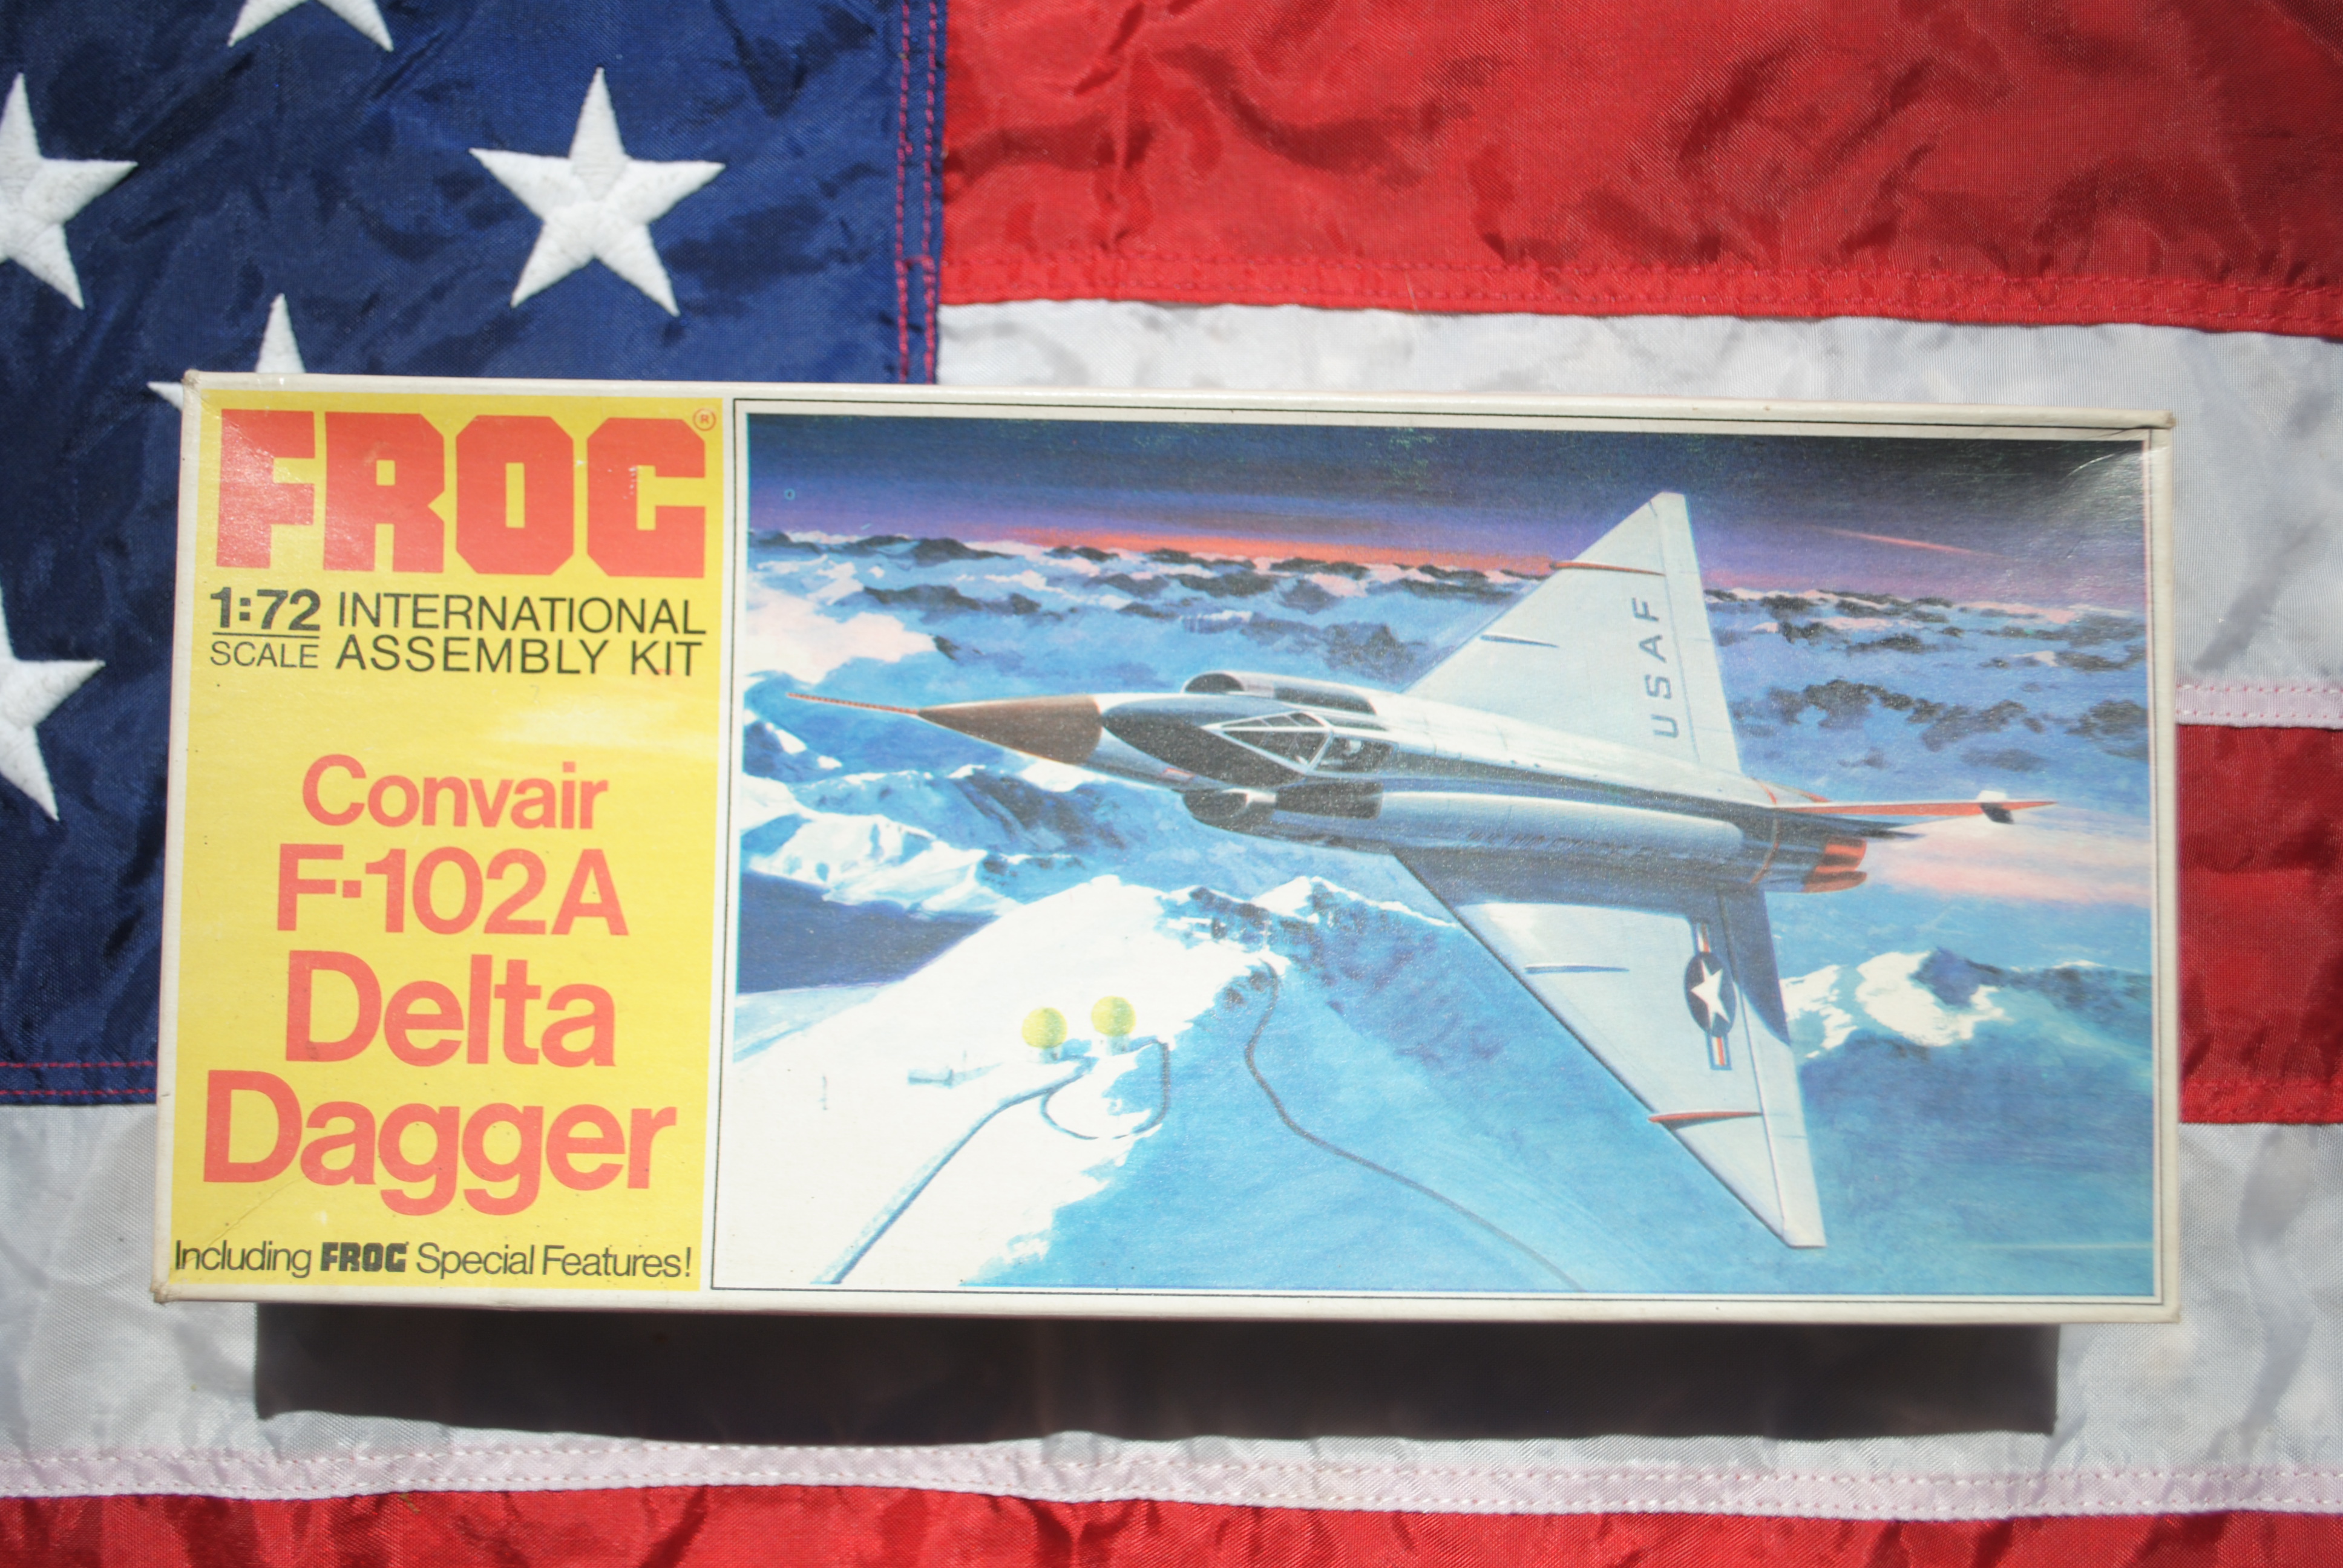 FROG®
1:72 INTERNATIONAL
SCALE ASSEMBLY KIT
Convair
F-102A
Delta
Dagger
Including FROG Special Features!
USAF